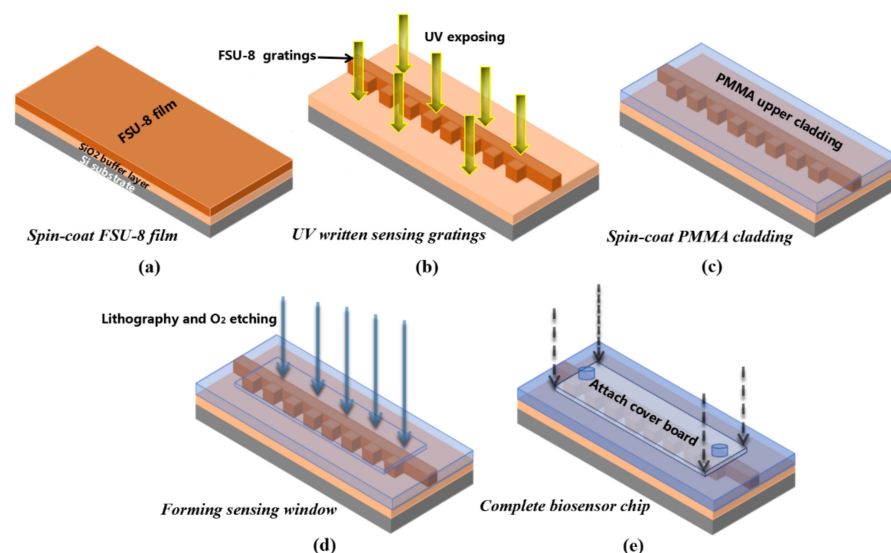 FSU-8 film
SiO2 buffer layer
Si substrate
Spin-coat FSU-8 film
(a)
UV exposing
FSU-8 gratings
UV written sensing gratings
(b)
PMMA upper cladding
Spin-coat PMMA cladding
(c)
Lithography and O₂ etching
Forming sensing window
(d)
Attach cover board
Complete biosensor chip
(e)